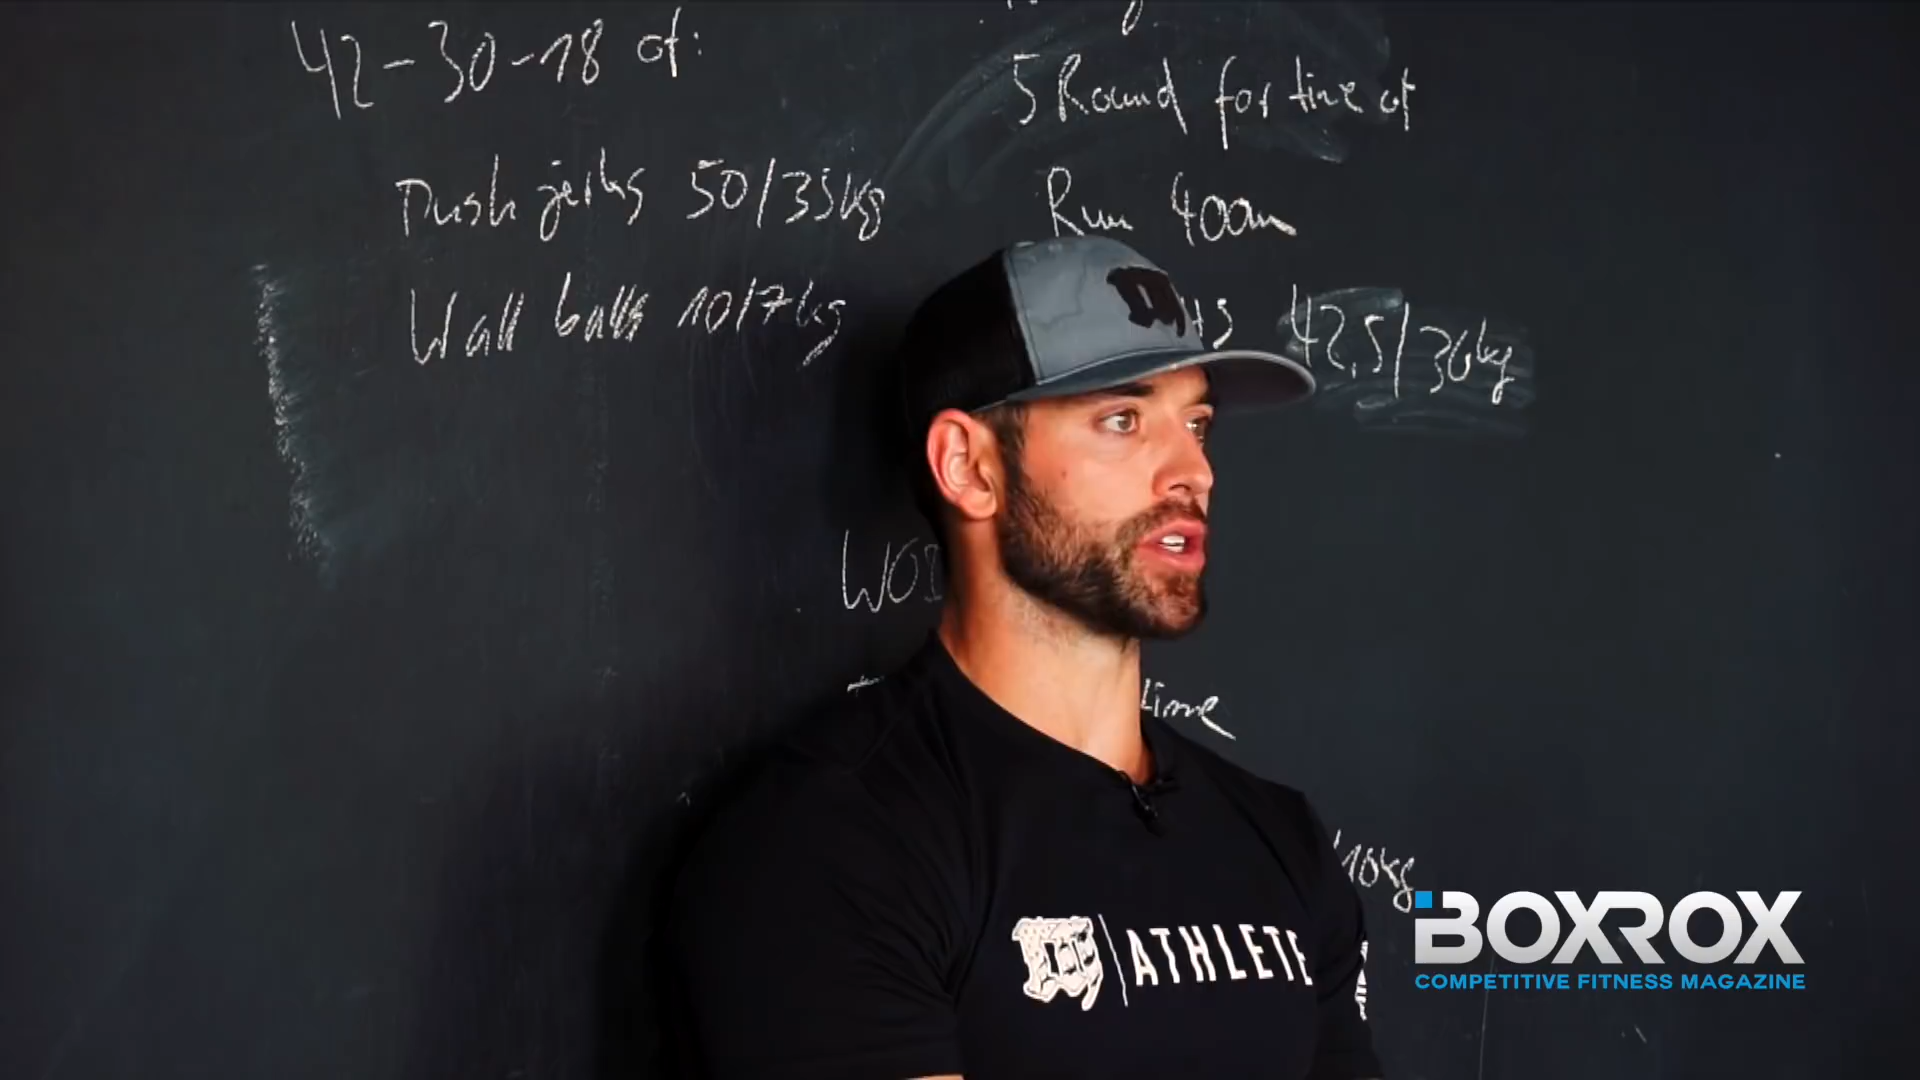 42-30-18 of:
Push jerks 50/35kg
Wall balls 10/7kg
5 Round for time of
Run 400m
42,5/30kg
WOD
time
10kg
ATHLETE
BOXROX
COMPETITIVE FITNESS MAGAZINE